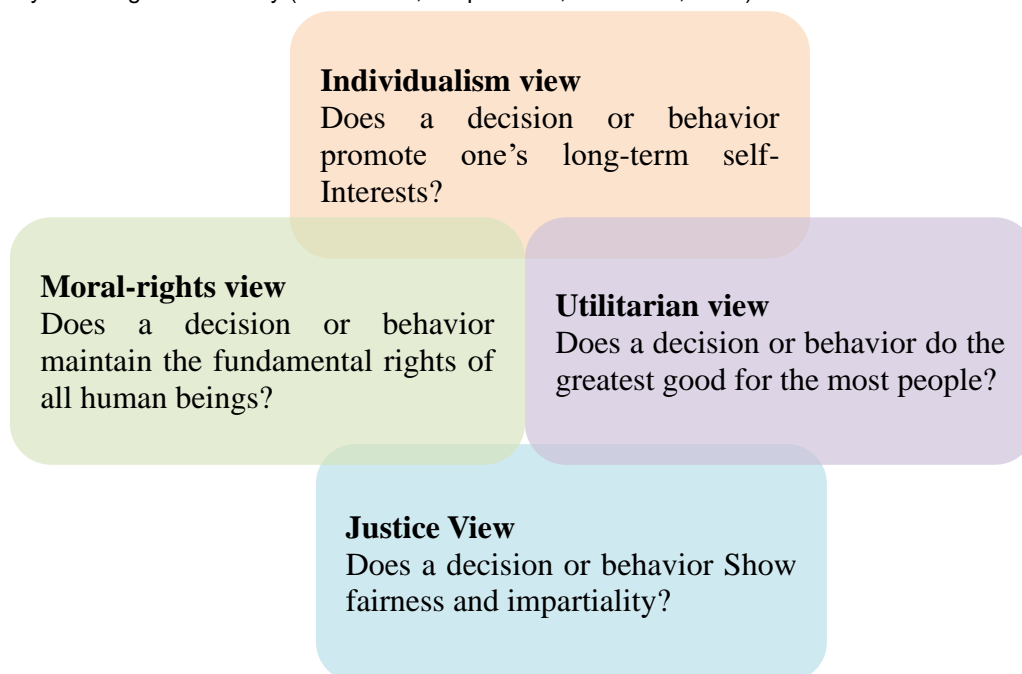 Individualism view
Does a decision or behavior
promote one's long-term self-
Interests?
Moral-rights view
Does a decision or behavior
maintain the fundamental rights of
all human beings?
Utilitarian view
Does a decision or behavior do the
greatest good for the most people?
Justice View
Does a decision or behavior Show
fairness and impartiality?